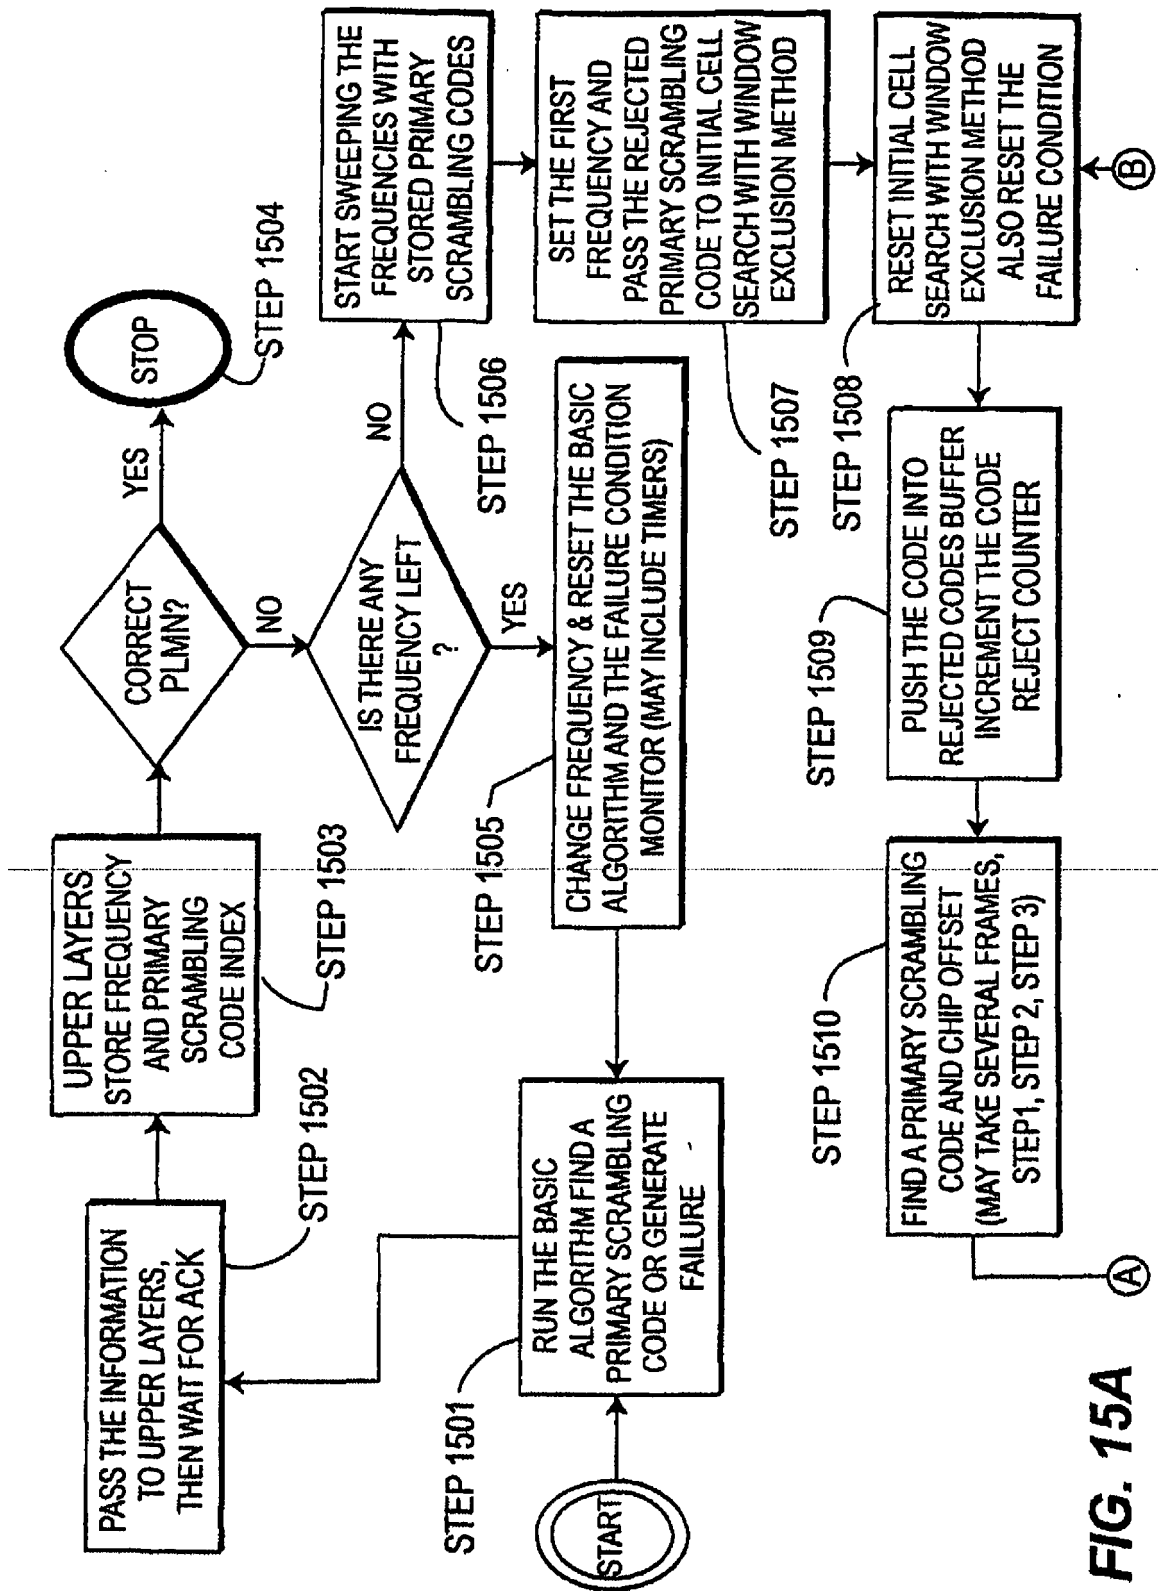 START
RUN THE BASIC
ALGORITHM FIND A
PRIMARY SCRAMBLING
CODE OR GENERATE
FAILURE
STEP 1501
PASS THE INFORMATION
TO UPPER LAYERS,
THEN WAIT FOR ACK
STEP 1502
UPPER LAYERS
STORE FREQUENCY
AND PRIMARY
SCRAMBLING
CODE INDEX
STEP 1503
CORRECT
PLMN?
YES
STOP
STEP 1504
NO
IS THERE ANY
FREQUENCY LEFT
?
YES
NO
CHANGE FREQUENCY & RESET THE BASIC
ALGORITHM AND THE FAILURE CONDITION
MONITOR (MAY INCLUDE TIMERS)
STEP 1505
START SWEEPING THE
FREQUENCIES WITH
STORED PRIMARY
SCRAMBLING CODES
STEP 1506
SET THE FIRST
FREQUENCY AND
PASS THE REJECTED
PRIMARY SCRAMBLING
CODE TO INITIAL CELL
SEARCH WITH WINDOW
EXCLUSION METHOD
STEP 1507
RESET INITIAL CELL
SEARCH WITH WINDOW
EXCLUSION METHOD
ALSO RESET THE
FAILURE CONDITION
STEP 1508
B
PUSH THE CODE INTO
REJECTED CODES BUFFER
INCREMENT THE CODE
REJECT COUNTER
STEP 1509
FIND A PRIMARY SCRAMBLING
CODE AND CHIP OFFSET
(MAY TAKE SEVERAL FRAMES,
STEP1, STEP 2, STEP 3)
STEP 1510
A
FIG. 15A